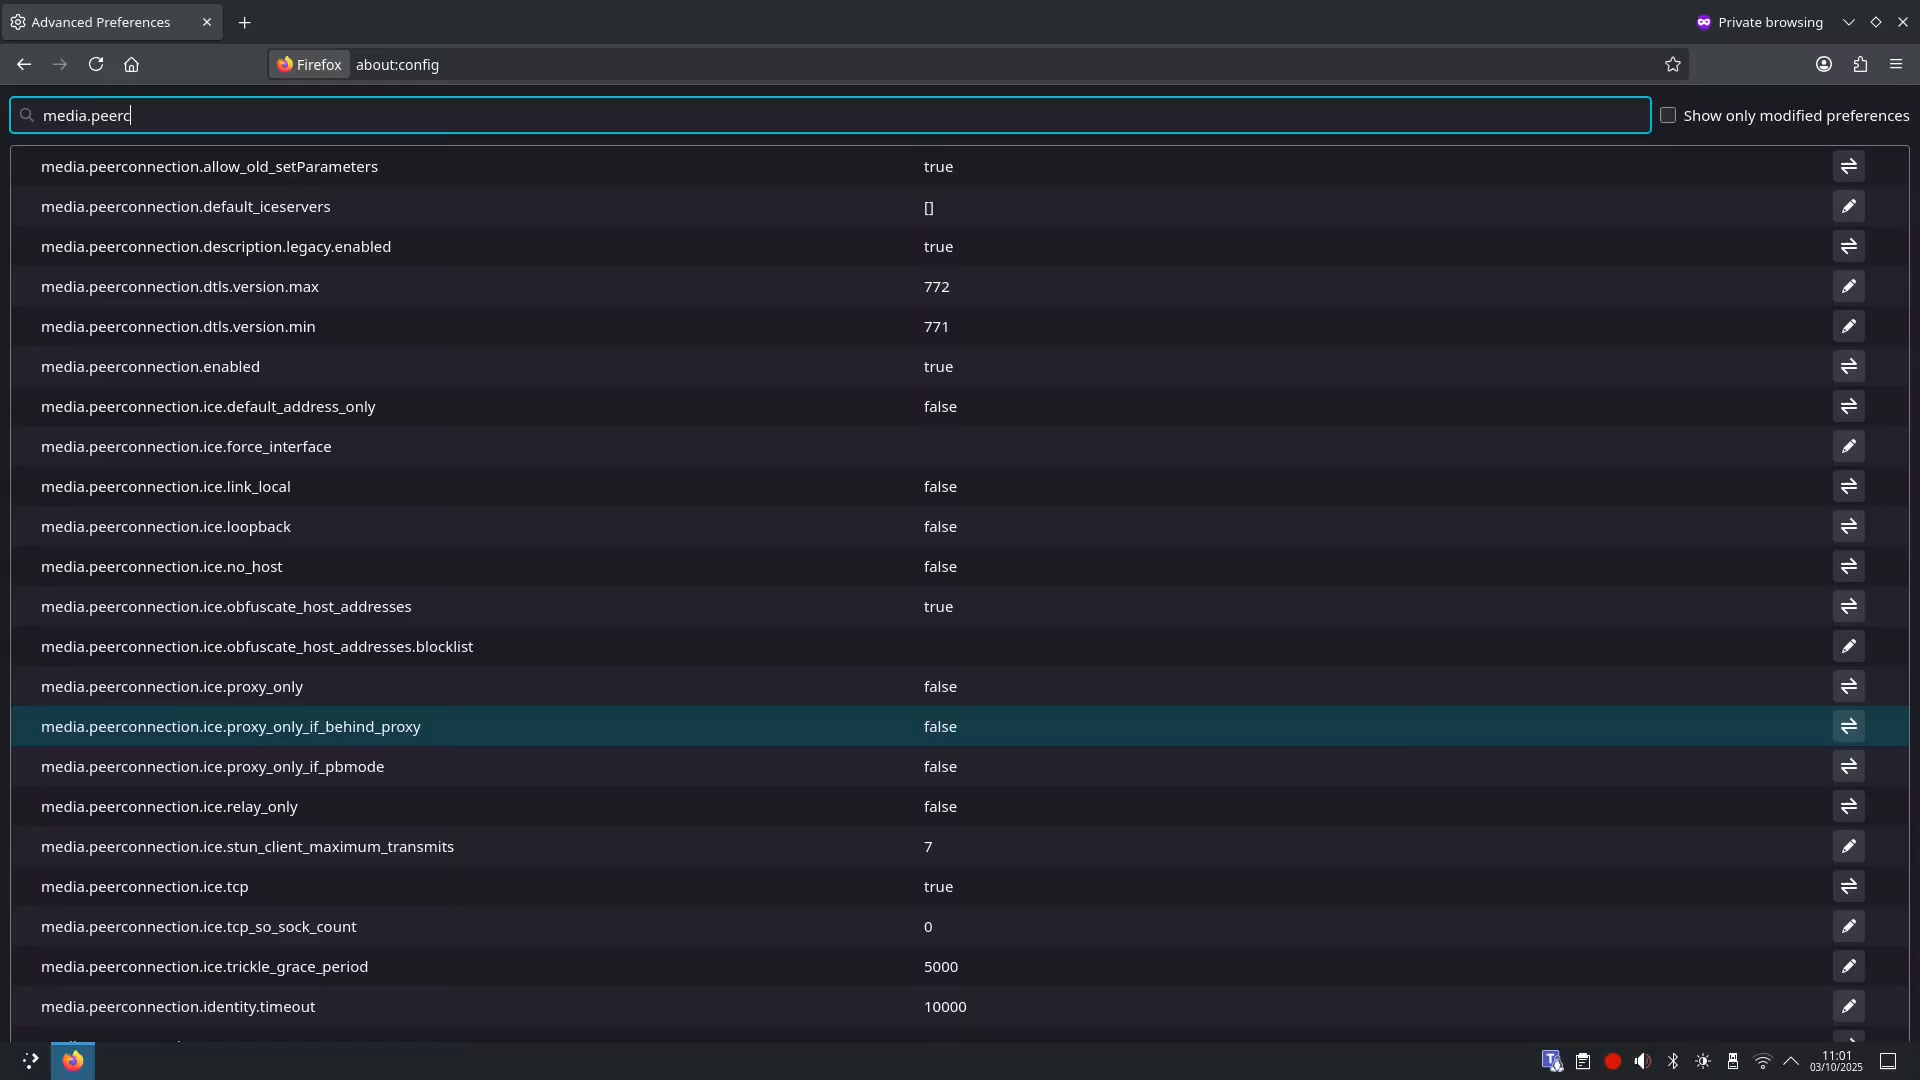 Advanced Preferences
Private browsing
Firefox
about:config
media.peerc
Show only modified preferences
media.peerconnection.allow_old_setParameters true
media.peerconnection.default_iceservers []
media.peerconnection.description.legacy.enabled true
media.peerconnection.dtls.version.max 772
media.peerconnection.dtls.version.min 771
media.peerconnection.enabled true
media.peerconnection.ice.default_address_only false
media.peerconnection.ice.force_interface
media.peerconnection.ice.link_local false
media.peerconnection.ice.loopback false
media.peerconnection.ice.no_host false
media.peerconnection.ice.obfuscate_host_addresses true
media.peerconnection.ice.obfuscate_host_addresses.blocklist
media.peerconnection.ice.proxy_only false
media.peerconnection.ice.proxy_only_if_behind_proxy false
media.peerconnection.ice.proxy_only_if_pbmode false
media.peerconnection.ice.relay_only false
media.peerconnection.ice.stun_client_maximum_transmits 7
media.peerconnection.ice.tcp true
media.peerconnection.ice.tcp_so_sock_count 0
media.peerconnection.ice.trickle_grace_period 5000
media.peerconnection.identity.timeout 10000
11:01
03/10/2025